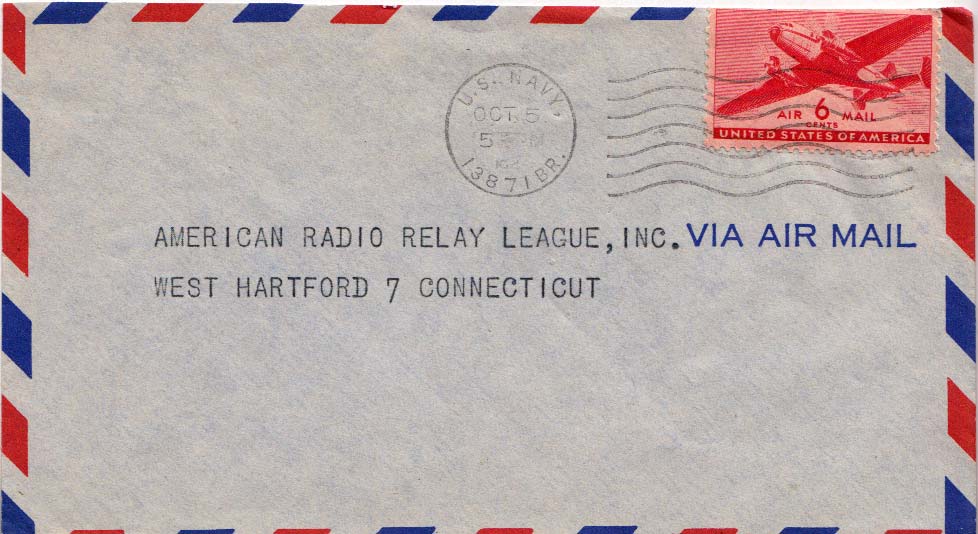 U.S. NAVY
OCT 5
13871 BR.
AIR 6 MAIL
CENTS
UNITED STATES OF AMERICA
AMERICAN RADIO RELAY LEAGUE, INC. VIA AIR MAIL
WEST HARTFORD 7 CONNECTICUT